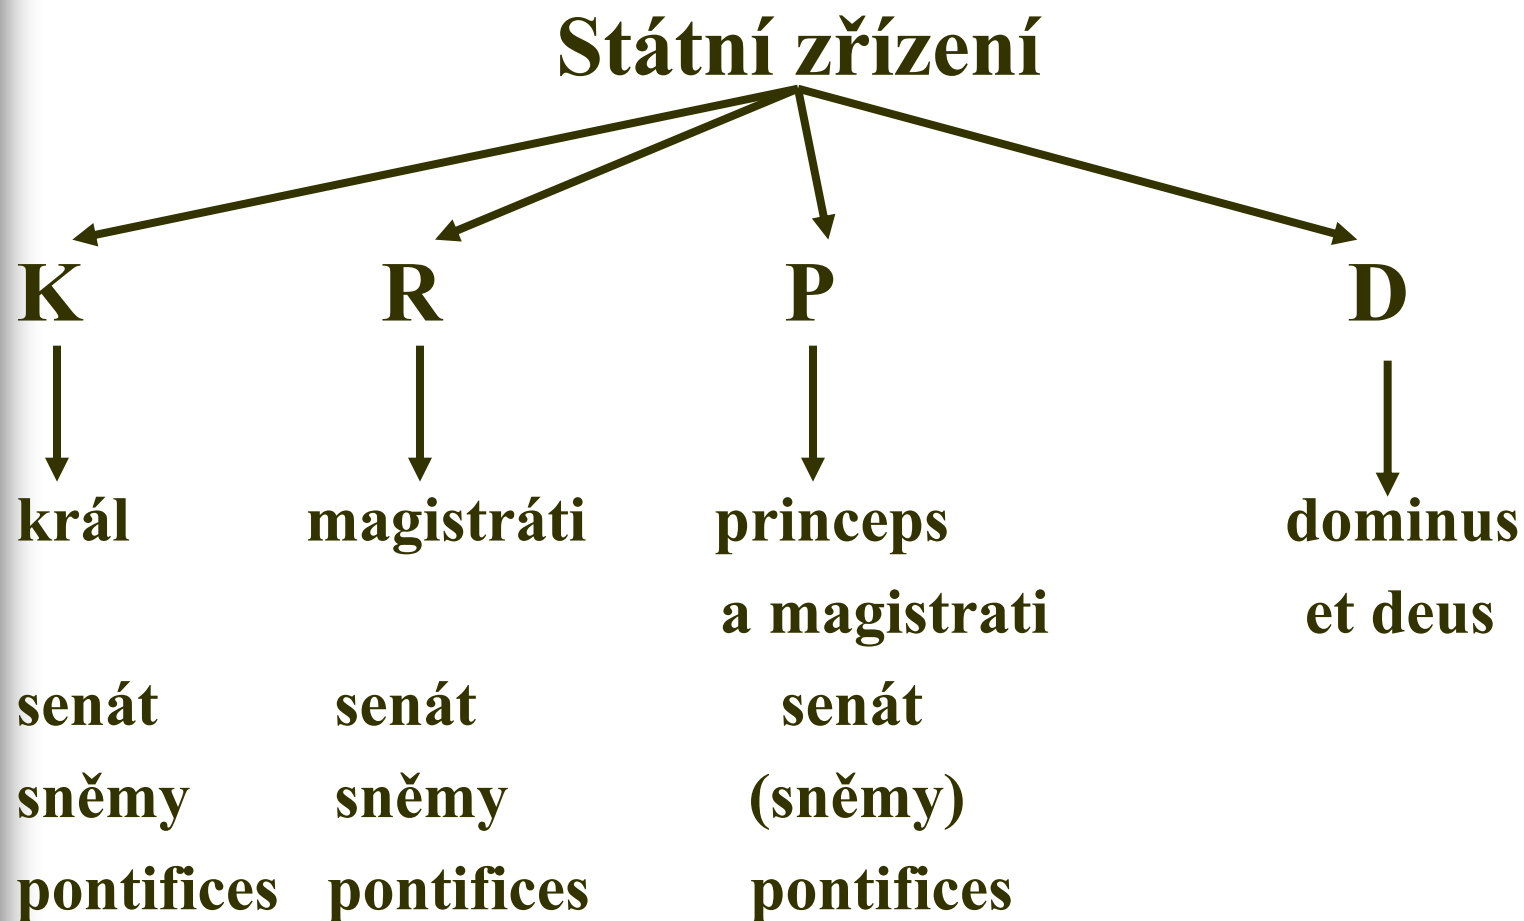 Státní zřízení
K R P D
král magistráti princeps dominus
a magistrati et deus
senát senát senát
sněmy sněmy (sněmy)
pontifices pontifices pontifices